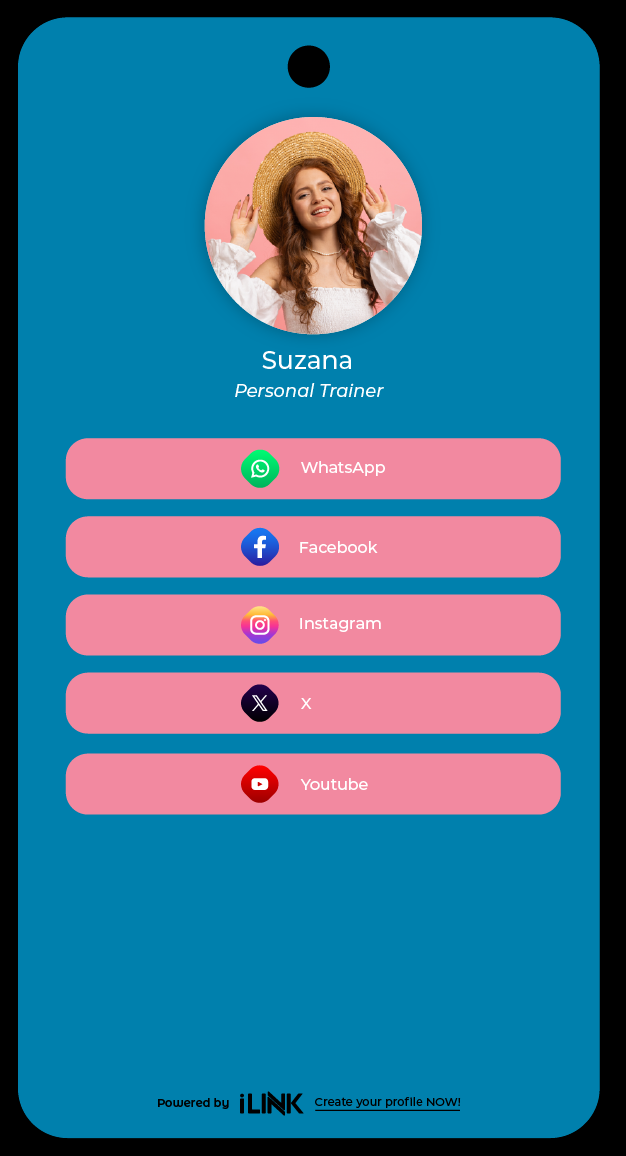 Suzana
Personal Trainer
WhatsApp
Facebook
Instagram
X
Youtube
Powered by iLINK Create your profile NOW!